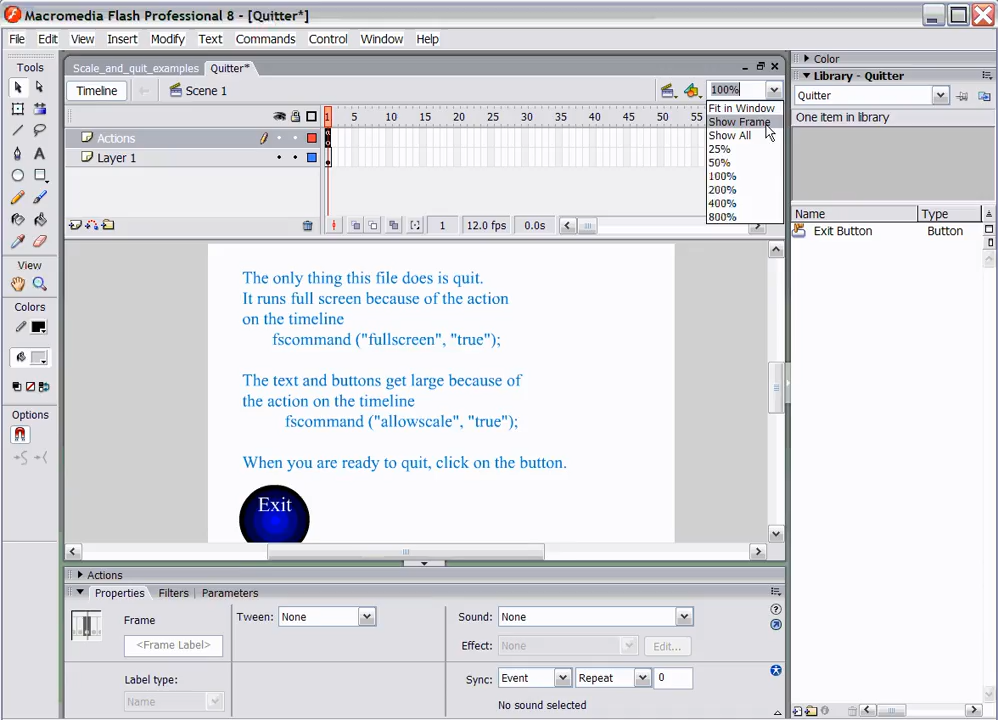 Macromedia Flash Professional 8 - [Quitter*]
File Edit View Insert Modify Text Commands Control Window Help
Tools
Scale_and_quit_examples Quitter*
Timeline Scene 1 100%
Fit in Window
Show Frame
Show All
25%
50%
100%
200%
400%
800%
1 5 10 15 20 25 30 35 40 45 50 55
Actions
Layer 1
1 12.0 fps 0.0s
View
Colors
Options
The only thing this file does is quit.
It runs full screen because of the action
on the timeline
fscommand ("fullscreen", "true");
The text and buttons get large because of
the action on the timeline
fscommand ("allowscale", "true");
When you are ready to quit, click on the button.
Exit
Color
Library - Quitter
Quitter
One item in library
Name Type
Exit Button Button
Actions
Properties Filters Parameters
Frame
<Frame Label>
Label type:
Name
Tween: None
Sound: None
Effect: None Edit...
Sync: Event Repeat 0
No sound selected